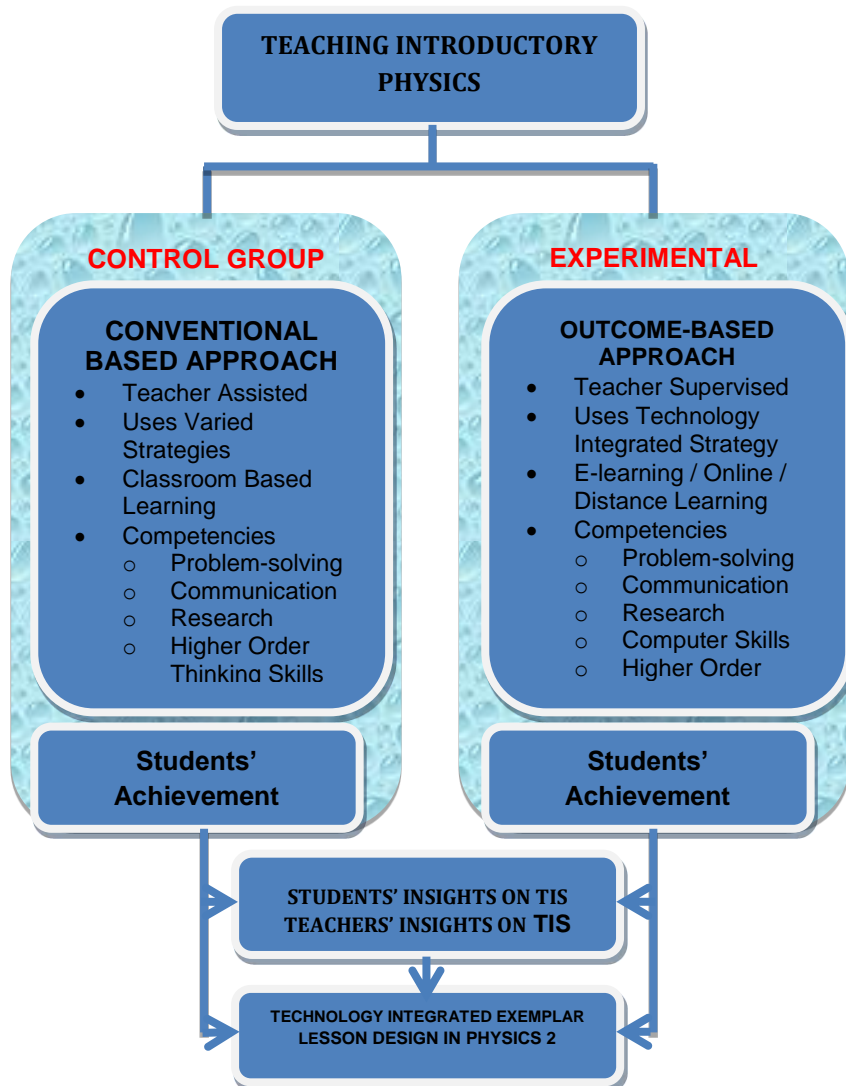 TEACHING INTRODUCTORY
PHYSICS
CONTROL GROUP
CONVENTIONAL
BASED APPROACH
• Teacher Assisted
• Uses Varied
Strategies
• Classroom Based
Learning
• Competencies
o Problem-solving
o Communication
o Research
o Higher Order
Thinking Skills
Students’
Achievement
EXPERIMENTAL
OUTCOME-BASED
APPROACH
• Teacher Supervised
• Uses Technology
Integrated Strategy
• E-learning / Online /
Distance Learning
• Competencies
o Problem-solving
o Communication
o Research
o Computer Skills
o Higher Order
Students’
Achievement
STUDENTS’ INSIGHTS ON TIS
TEACHERS’ INSIGHTS ON TIS
TECHNOLOGY INTEGRATED EXEMPLAR
LESSON DESIGN IN PHYSICS 2